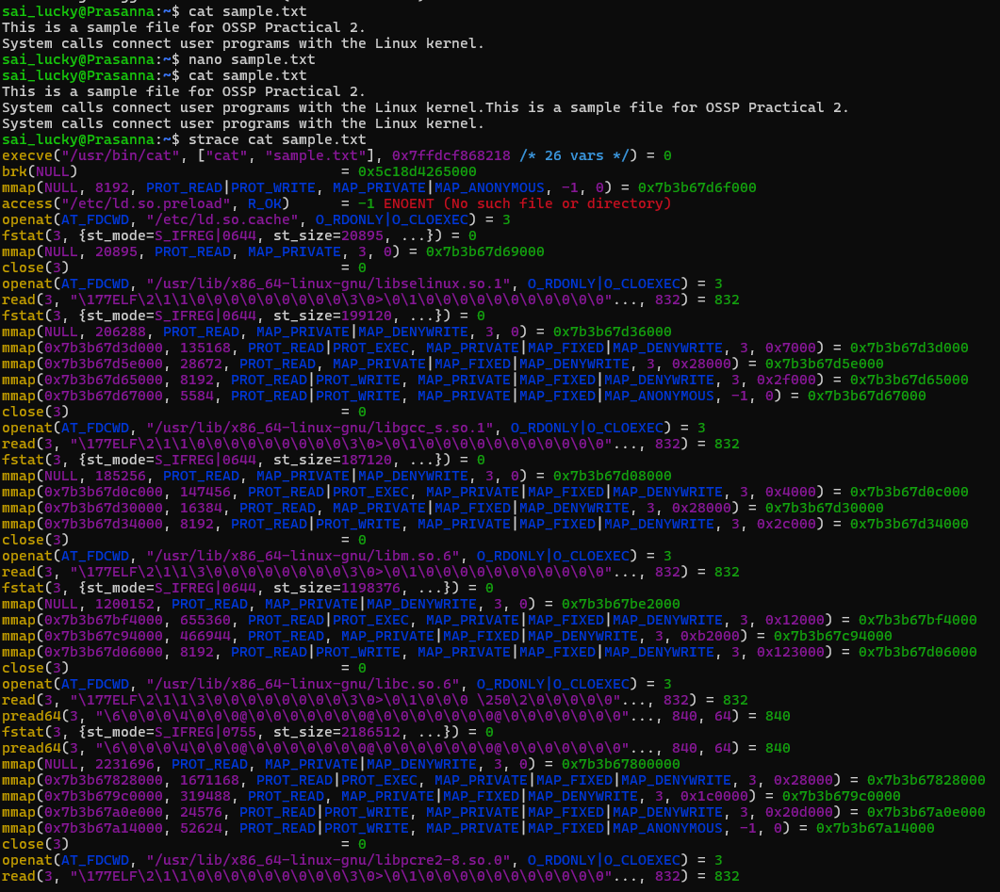 sai_lucky@Prasanna:~$ cat sample.txt
This is a sample file for OSSP Practical 2.
System calls connect user programs with the Linux kernel.
sai_lucky@Prasanna:~$ nano sample.txt
sai_lucky@Prasanna:~$ cat sample.txt
This is a sample file for OSSP Practical 2.
System calls connect user programs with the Linux kernel.This is a sample file for OSSP Practical 2.
System calls connect user programs with the Linux kernel.
sai_lucky@Prasanna:~$ strace cat sample.txt
execve("/usr/bin/cat", ["cat", "sample.txt"], 0x7ffdcf868218 /* 26 vars */) = 0
brk(NULL)                               = 0x5c18d4265000
mmap(NULL, 8192, PROT_READ|PROT_WRITE, MAP_PRIVATE|MAP_ANONYMOUS, -1, 0) = 0x7b3b67d6f000
access("/etc/ld.so.preload", R_OK)      = -1 ENOENT (No such file or directory)
openat(AT_FDCWD, "/etc/ld.so.cache", O_RDONLY|O_CLOEXEC) = 3
fstat(3, {st_mode=S_IFREG|0644, st_size=20895, ...}) = 0
mmap(NULL, 20895, PROT_READ, MAP_PRIVATE, 3, 0) = 0x7b3b67d69000
close(3)                                = 0
openat(AT_FDCWD, "/usr/lib/x86_64-linux-gnu/libselinux.so.1", O_RDONLY|O_CLOEXEC) = 3
read(3, "\177ELF\2\1\1\0\0\0\0\0\0\0\0\0\3\0>\0\1\0\0\0\0\0\0\0\0\0\0\0"..., 832) = 832
fstat(3, {st_mode=S_IFREG|0644, st_size=199120, ...}) = 0
mmap(NULL, 206288, PROT_READ, MAP_PRIVATE|MAP_DENYWRITE, 3, 0) = 0x7b3b67d36000
mmap(0x7b3b67d3d000, 135168, PROT_READ|PROT_EXEC, MAP_PRIVATE|MAP_FIXED|MAP_DENYWRITE, 3, 0x7000) = 0x7b3b67d3d000
mmap(0x7b3b67d5e000, 28672, PROT_READ, MAP_PRIVATE|MAP_FIXED|MAP_DENYWRITE, 3, 0x28000) = 0x7b3b67d5e000
mmap(0x7b3b67d65000, 8192, PROT_READ|PROT_WRITE, MAP_PRIVATE|MAP_FIXED|MAP_DENYWRITE, 3, 0x2f000) = 0x7b3b67d65000
mmap(0x7b3b67d67000, 5584, PROT_READ|PROT_WRITE, MAP_PRIVATE|MAP_FIXED|MAP_ANONYMOUS, -1, 0) = 0x7b3b67d67000
close(3)                                = 0
openat(AT_FDCWD, "/usr/lib/x86_64-linux-gnu/libgcc_s.so.1", O_RDONLY|O_CLOEXEC) = 3
read(3, "\177ELF\2\1\1\0\0\0\0\0\0\0\0\0\3\0>\0\1\0\0\0\0\0\0\0\0\0\0\0"..., 832) = 832
fstat(3, {st_mode=S_IFREG|0644, st_size=187120, ...}) = 0
mmap(NULL, 185256, PROT_READ, MAP_PRIVATE|MAP_DENYWRITE, 3, 0) = 0x7b3b67d08000
mmap(0x7b3b67d0c000, 147456, PROT_READ|PROT_EXEC, MAP_PRIVATE|MAP_FIXED|MAP_DENYWRITE, 3, 0x4000) = 0x7b3b67d0c000
mmap(0x7b3b67d30000, 16384, PROT_READ, MAP_PRIVATE|MAP_FIXED|MAP_DENYWRITE, 3, 0x28000) = 0x7b3b67d30000
mmap(0x7b3b67d34000, 8192, PROT_READ|PROT_WRITE, MAP_PRIVATE|MAP_FIXED|MAP_DENYWRITE, 3, 0x2c000) = 0x7b3b67d34000
close(3)                                = 0
openat(AT_FDCWD, "/usr/lib/x86_64-linux-gnu/libm.so.6", O_RDONLY|O_CLOEXEC) = 3
read(3, "\177ELF\2\1\1\3\0\0\0\0\0\0\0\0\3\0>\0\1\0\0\0\0\0\0\0\0\0\0\0"..., 832) = 832
fstat(3, {st_mode=S_IFREG|0644, st_size=1198376, ...}) = 0
mmap(NULL, 1200152, PROT_READ, MAP_PRIVATE|MAP_DENYWRITE, 3, 0) = 0x7b3b67be2000
mmap(0x7b3b67bf4000, 655360, PROT_READ|PROT_EXEC, MAP_PRIVATE|MAP_FIXED|MAP_DENYWRITE, 3, 0x12000) = 0x7b3b67bf4000
mmap(0x7b3b67c94000, 466944, PROT_READ, MAP_PRIVATE|MAP_FIXED|MAP_DENYWRITE, 3, 0xb2000) = 0x7b3b67c94000
mmap(0x7b3b67d06000, 8192, PROT_READ|PROT_WRITE, MAP_PRIVATE|MAP_FIXED|MAP_DENYWRITE, 3, 0x123000) = 0x7b3b67d06000
close(3)                                = 0
openat(AT_FDCWD, "/usr/lib/x86_64-linux-gnu/libc.so.6", O_RDONLY|O_CLOEXEC) = 3
read(3, "\177ELF\2\1\1\3\0\0\0\0\0\0\0\0\3\0>\0\1\0\0\0 \250\2\0\0\0\0\0"..., 832) = 832
pread64(3, "\6\0\0\0\4\0\0\0@\0\0\0\0\0\0\0@\0\0\0\0\0\0\0@\0\0\0\0\0\0\0"..., 840, 64) = 840
fstat(3, {st_mode=S_IFREG|0755, st_size=2186512, ...}) = 0
pread64(3, "\6\0\0\0\4\0\0\0@\0\0\0\0\0\0\0@\0\0\0\0\0\0\0@\0\0\0\0\0\0\0"..., 840, 64) = 840
mmap(NULL, 2231696, PROT_READ, MAP_PRIVATE|MAP_DENYWRITE, 3, 0) = 0x7b3b67800000
mmap(0x7b3b67828000, 1671168, PROT_READ|PROT_EXEC, MAP_PRIVATE|MAP_FIXED|MAP_DENYWRITE, 3, 0x28000) = 0x7b3b67828000
mmap(0x7b3b679c0000, 319488, PROT_READ, MAP_PRIVATE|MAP_FIXED|MAP_DENYWRITE, 3, 0x1c0000) = 0x7b3b679c0000
mmap(0x7b3b67a0e000, 24576, PROT_READ|PROT_WRITE, MAP_PRIVATE|MAP_FIXED|MAP_DENYWRITE, 3, 0x20d000) = 0x7b3b67a0e000
mmap(0x7b3b67a14000, 52624, PROT_READ|PROT_WRITE, MAP_PRIVATE|MAP_FIXED|MAP_ANONYMOUS, -1, 0) = 0x7b3b67a14000
close(3)                                = 0
openat(AT_FDCWD, "/usr/lib/x86_64-linux-gnu/libpcre2-8.so.0", O_RDONLY|O_CLOEXEC) = 3
read(3, "\177ELF\2\1\1\0\0\0\0\0\0\0\0\0\3\0>\0\1\0\0\0\0\0\0\0\0\0\0\0"..., 832) = 832